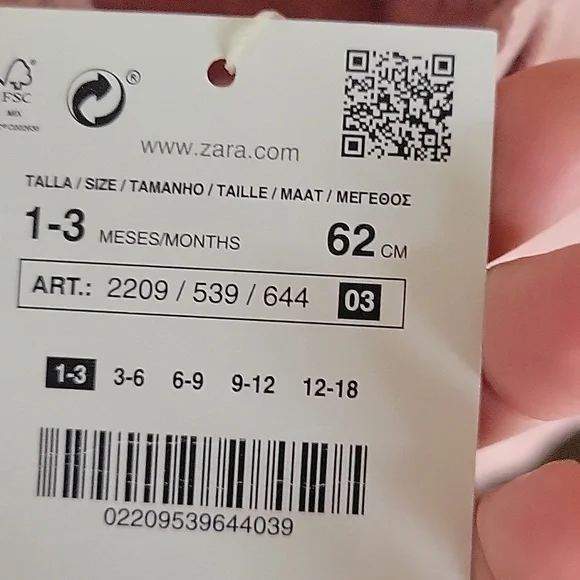 FSC
MIX
®
www.zara.com
TALLA / SIZE / TAMANHO / TAILLE / MAAT / ΜΕΓΕΘΟΣ
1-3 MESES/MONTHS 62 CM
ART.: 2209 / 539 / 644 03
1-3 3-6 6-9 9-12 12-18
02209539644039